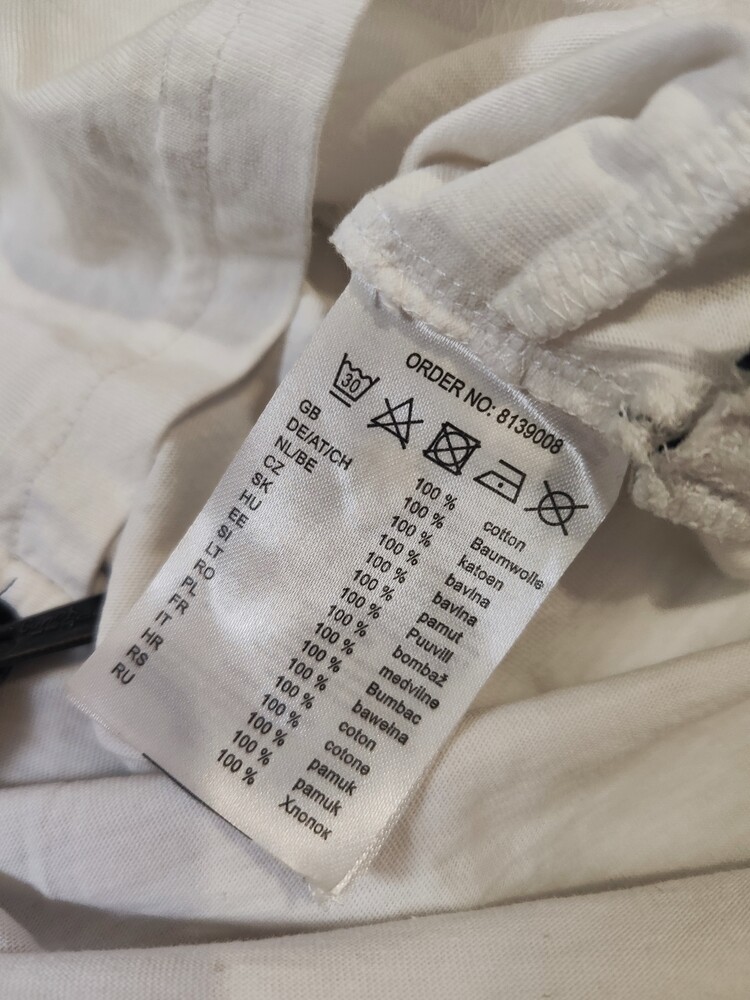 ORDER NO: 8139008
30
GB 100 % cotton
DE/AT/CH 100 % Baumwolle
NL/BE 100 % katoen
CZ 100 % bavlna
SK 100 % bavlna
HU 100 % pamut
EE 100 % Puuvill
SI 100 % bombaž
LT 100 % medvilne
RO 100 % Bumbac
PL 100 % bawełna
FR 100 % coton
IT 100 % cotone
HR 100 % pamuk
RS 100 % pamuk
RU 100 % Хлопок